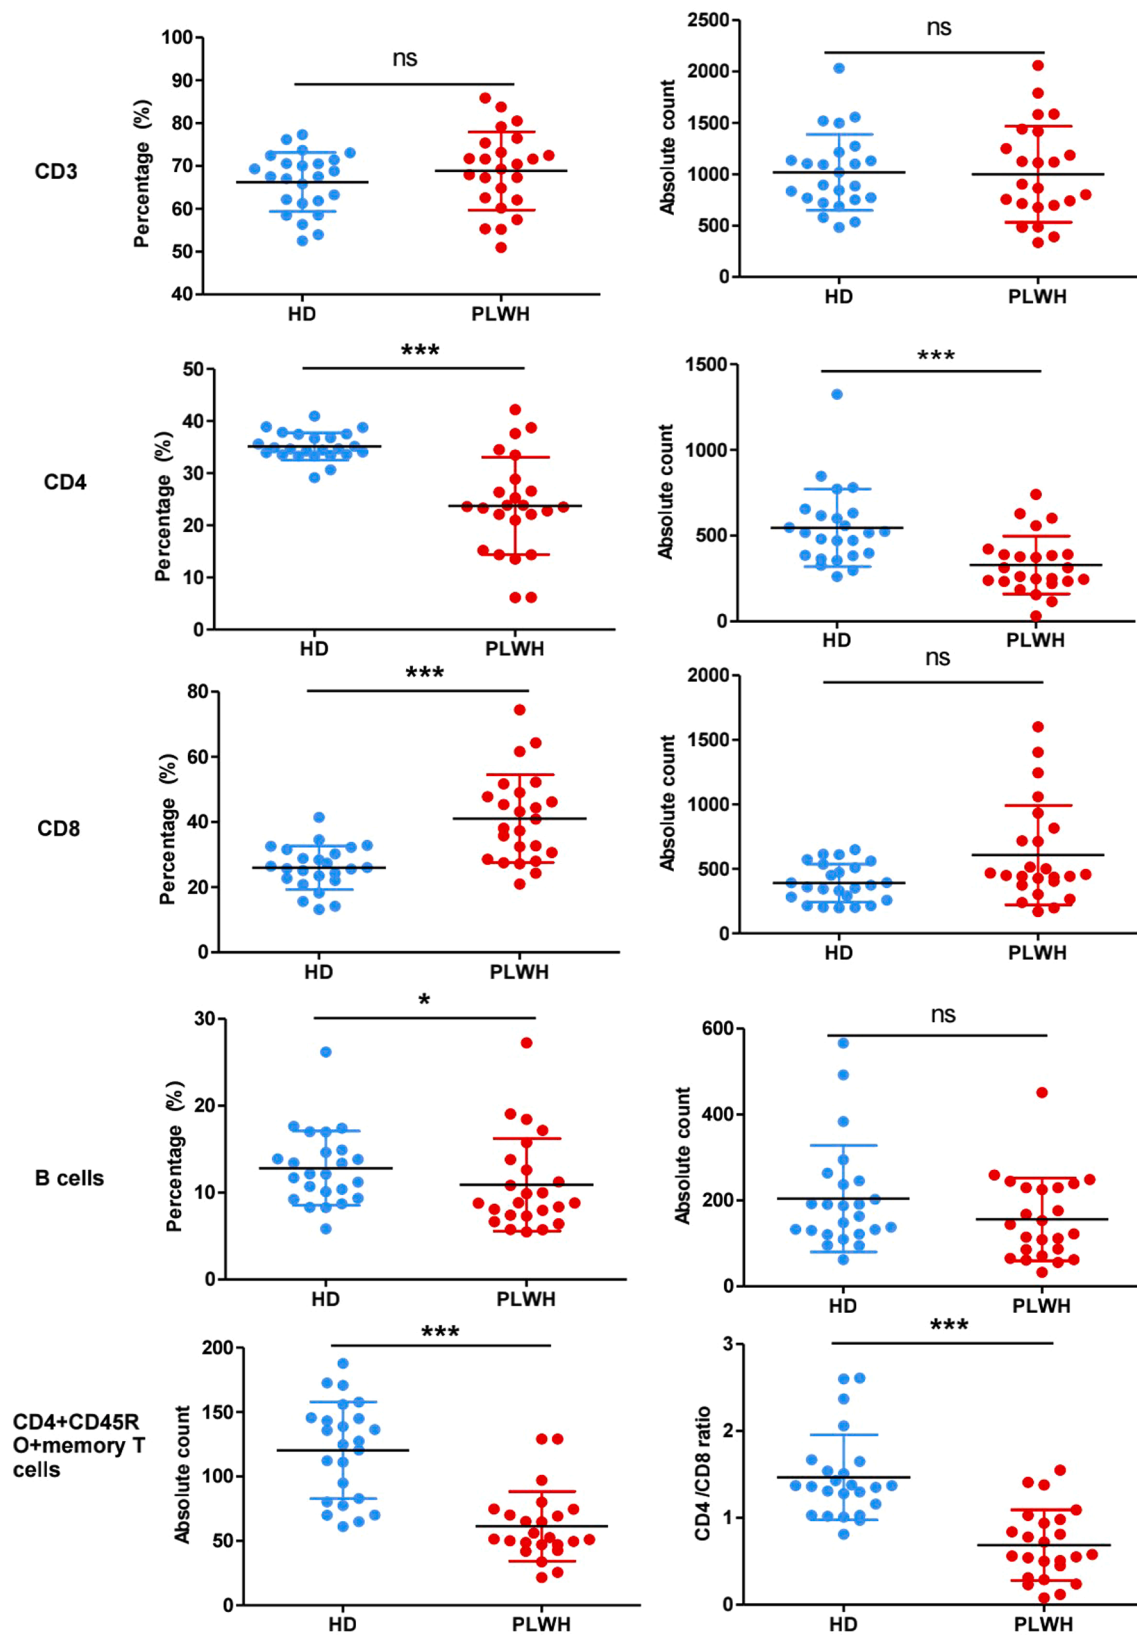 CD3
Percentage (%)
100
90
80
70
60
50
40
ns
HD
PLWH
Absolute count
2500
2000
1500
1000
500
0
ns
HD
PLWH
CD4
Percentage (%)
50
40
30
20
10
0
***
HD
PLWH
Absolute count
1500
1000
500
0
***
HD
PLWH
CD8
Percentage (%)
80
60
40
20
0
***
HD
PLWH
Absolute count
2000
1500
1000
500
0
ns
HD
PLWH
B cells
Percentage (%)
30
20
10
0
*
HD
PLWH
Absolute count
600
400
200
0
ns
HD
PLWH
CD4+CD45R
O+memory T
cells
Absolute count
200
150
100
50
0
***
HD
PLWH
CD4 /CD8 ratio
3
2
1
0
***
HD
PLWH